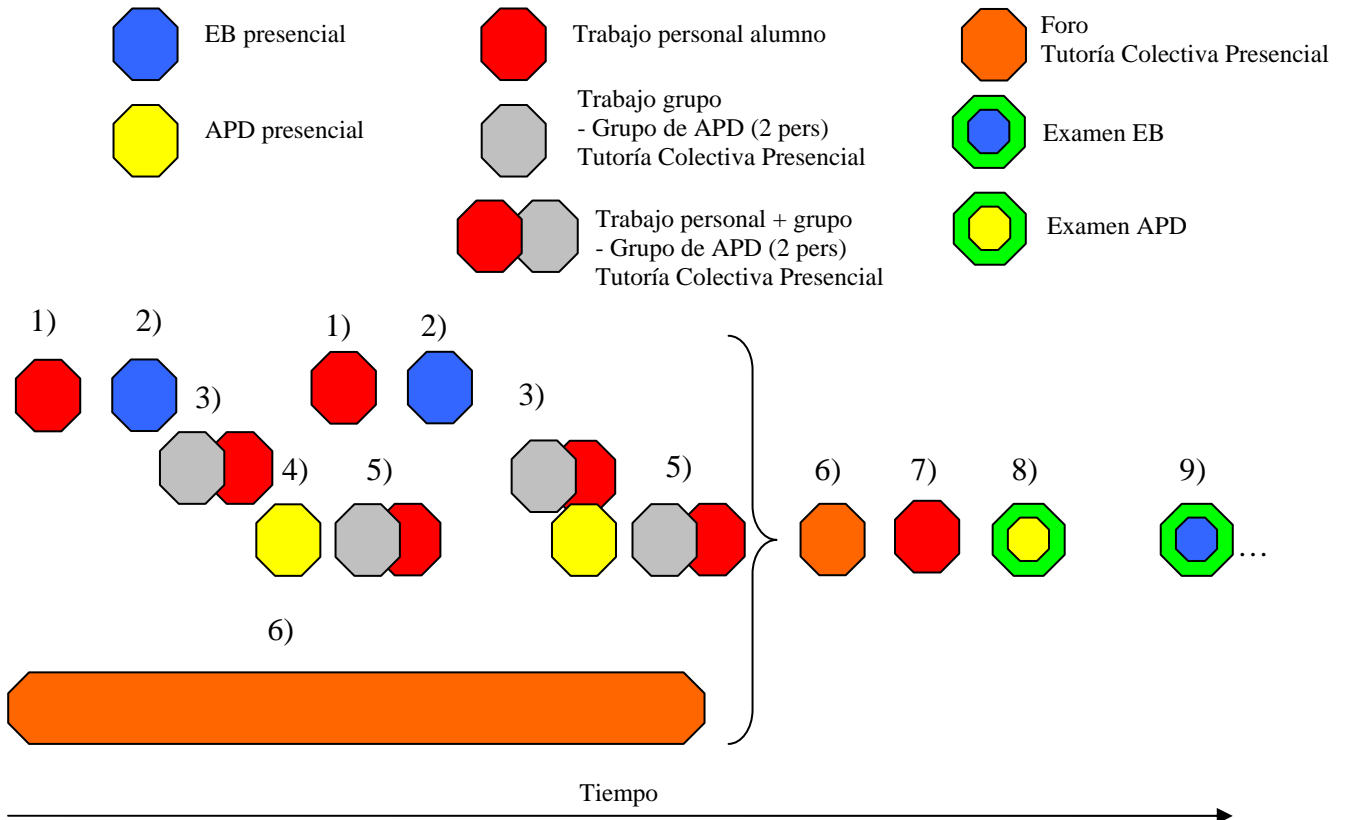 EB presencial
APD presencial
Trabajo personal alumno
Trabajo grupo
- Grupo de APD (2 pers)
Tutoría Colectiva Presencial
Trabajo personal + grupo
- Grupo de APD (2 pers)
Tutoría Colectiva Presencial
Foro
Tutoría Colectiva Presencial
Examen EB
Examen APD
1)
2)
3)
4)
5)
1)
2)
3)
5)
6)
7)
8)
9)
...
6)
Tiempo